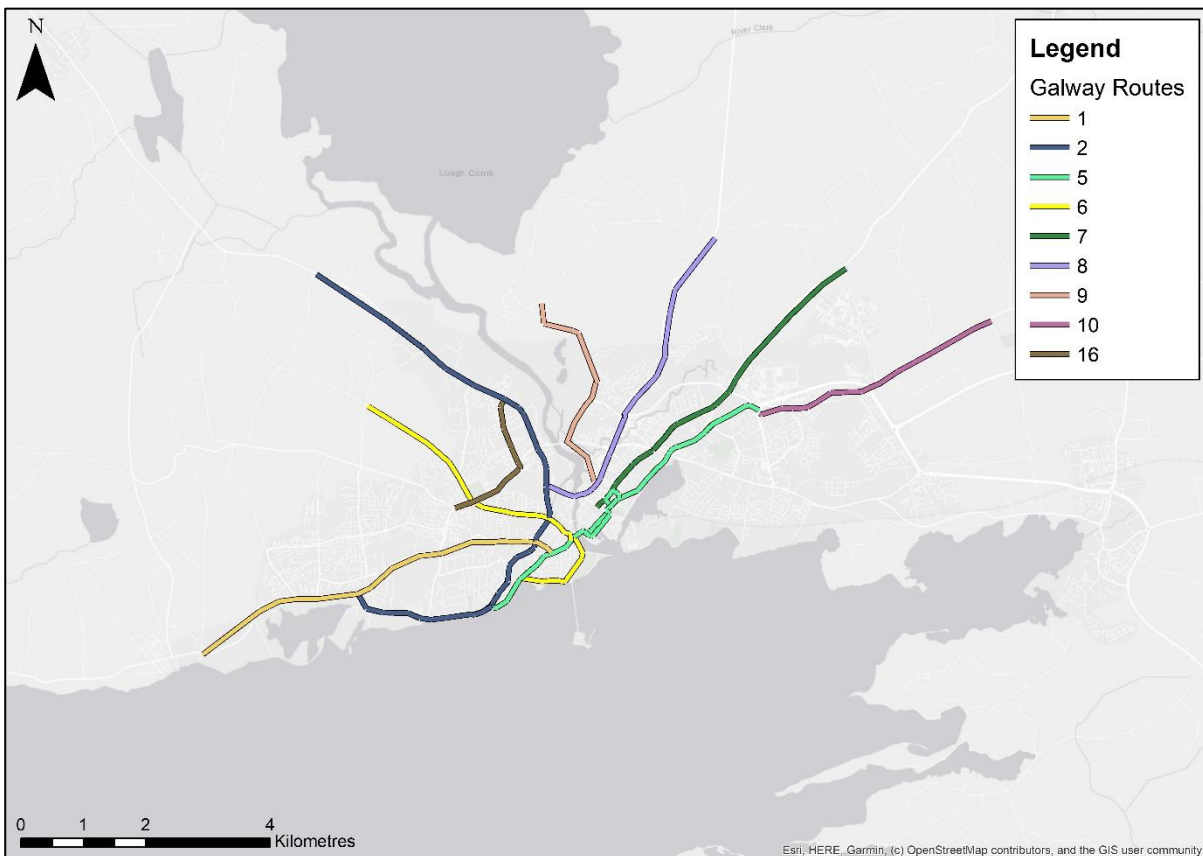 N
River Clare
Lough Corrib
Legend
Galway Routes
1
2
5
6
7
8
9
10
16
0 1 2 4
Kilometres
Esri, HERE, Garmin, (c) OpenStreetMap contributors, and the GIS user community